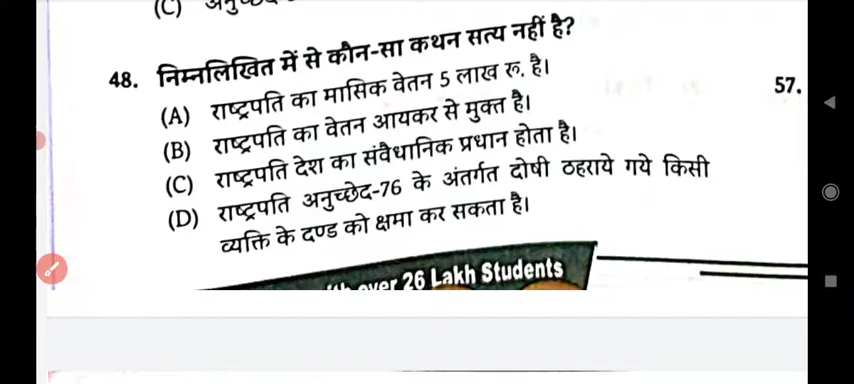 (C)
48. निम्नलिखित में से कौन-सा कथन सत्य नहीं है?
(A) राष्ट्रपति का मासिक वेतन 5 लाख रु. है।
57.
(B) राष्ट्रपति का वेतन आयकर से मुक्त है।
(C) राष्ट्रपति देश का संवैधानिक प्रधान होता है।
(D) राष्ट्रपति अनुच्छेद-76 के अंतर्गत दोषी ठहराये गये किसी
व्यक्ति के दण्ड को क्षमा कर सकता है।
over 26 Lakh Students